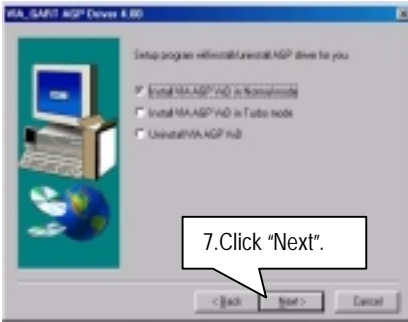 VIA_GART AGP Driver 4.00
Setup program will install/uninstall AGP driver for you.
Install VIA AGP VxD in Normal mode
Install VIA AGP VxD in Turbo mode
Uninstall VIA AGP VxD
7.Click “Next”.
< Back
Next >
Cancel